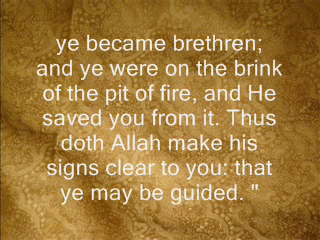 ye became brethren;
and ye were on the brink
of the pit of fire, and He
saved you from it. Thus
doth Allah make his
signs clear to you: that
ye may be guided. "